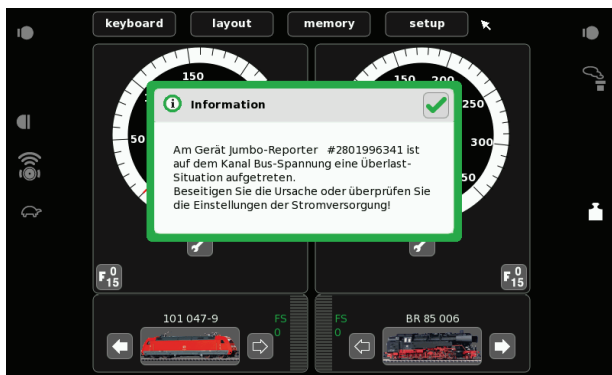 keyboard
layout
memory
setup
150
50
150 200
250
300
50
Information
Am Gerät Jumbo-Reporter #2801996341 ist
auf dem Kanal Bus-Spannung eine Überlast-
Situation aufgetreten.
Beseitigen Sie die Ursache oder überprüfen Sie
die Einstellungen der Stromversorgung!
F 0
15
F 0
15
101 047-9
FS
0
FS
0
BR 85 006